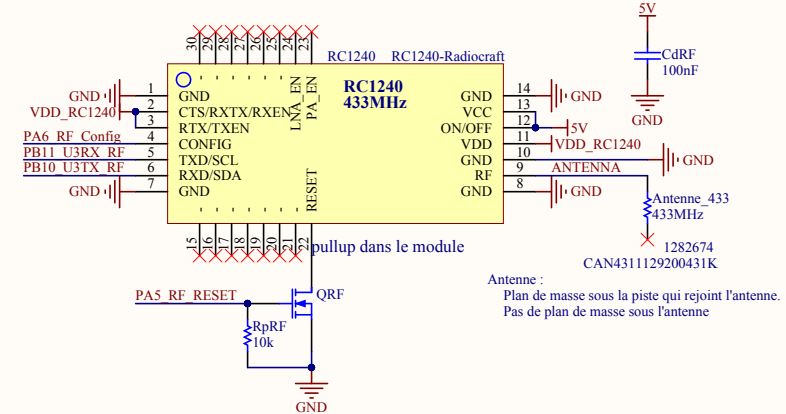 5V
30 29 28 27 26 25 24 23
RC1240 RC1240-Radiocraft
CdRF
100nF
GND
LNA_EN
PA_EN
RC1240
433MHz
GND 1 GND
VDD_RC1240 2 CTS/RXTX/RXEN
3 RTX/TXEN
PA6_RF_Config 4 CONFIG
PB11_U3RX_RF 5 TXD/SCL
PB10_U3TX_RF 6 RXD/SDA
GND 7 GND
GND 14 GND
VCC 13
ON/OFF 12 5V
VDD 11 VDD_RC1240
GND 10 GND
RF 9 ANTENNA
GND 8 GND
RESET
15 16 17 18 19 20 21 22
pullup dans le module
Antenne_433
433MHz
1282674
CAN4311129200431K
Antenne :
Plan de masse sous la piste qui rejoint l'antenne.
Pas de plan de masse sous l'antenne
PA5_RF_RESET
QRF
RpRF
10k
GND